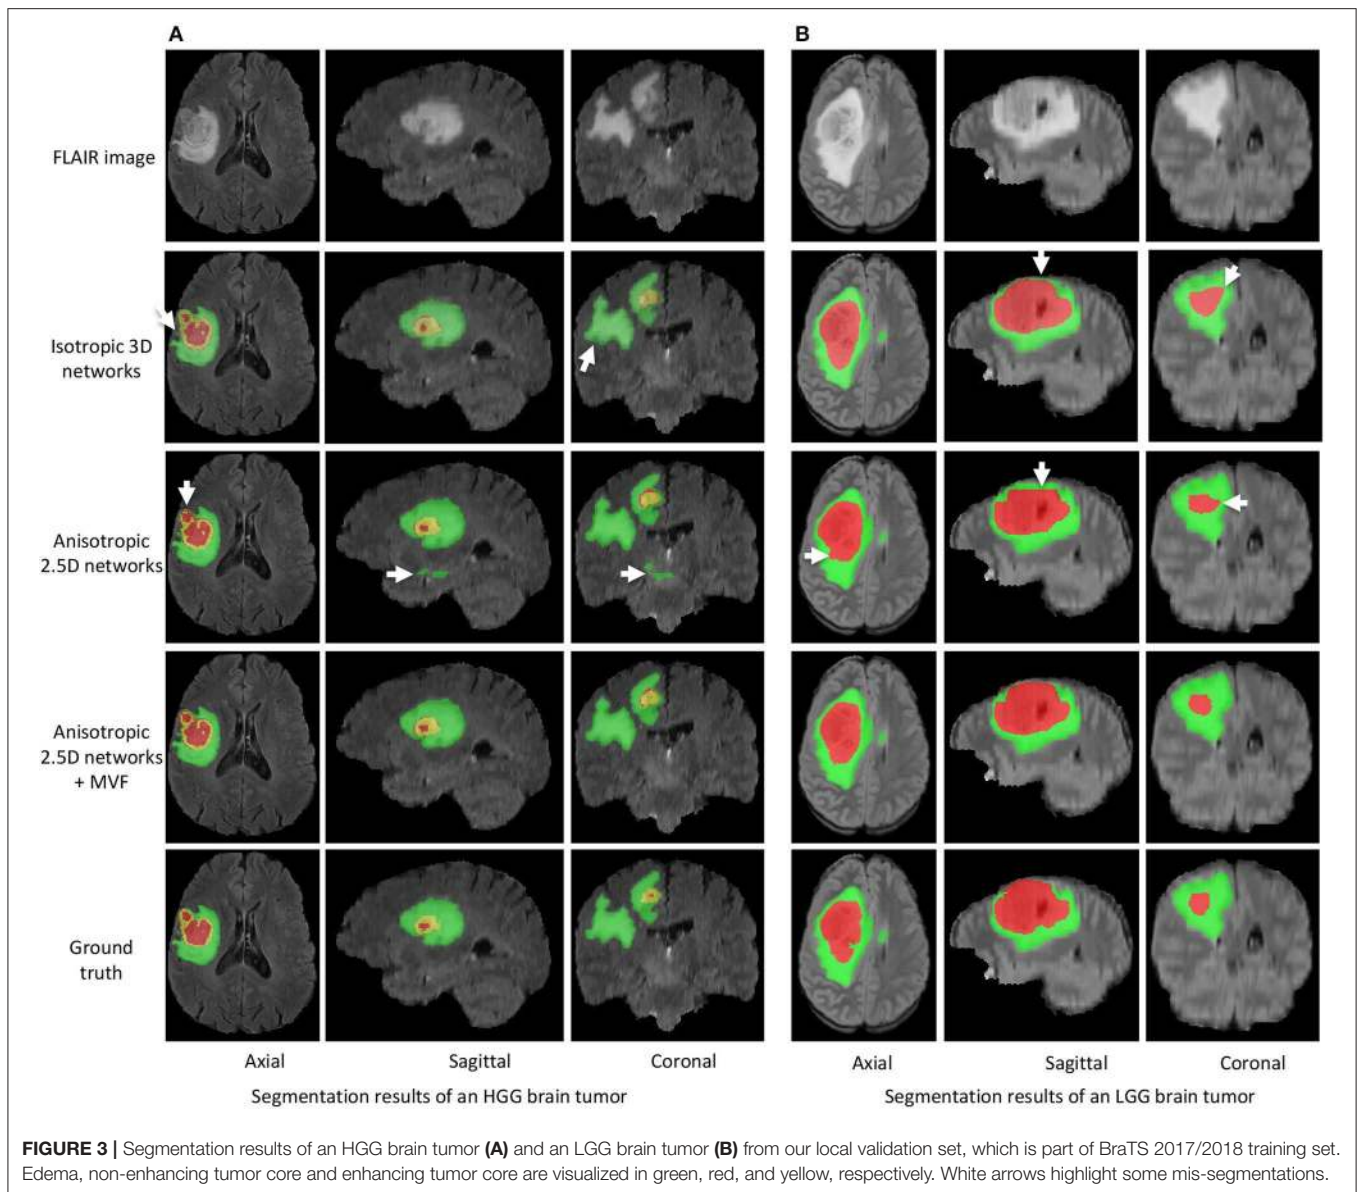 A
B
FLAIR image
Isotropic 3D
networks
Anisotropic
2.5D networks
Anisotropic
2.5D networks
+ MVF
Ground
truth
Axial
Sagittal
Coronal
Axial
Sagittal
Coronal
Segmentation results of an HGG brain tumor
Segmentation results of an LGG brain tumor
FIGURE 3 | Segmentation results of an HGG brain tumor (A) and an LGG brain tumor (B) from our local validation set, which is part of BraTS 2017/2018 training set.
Edema, non-enhancing tumor core and enhancing tumor core are visualized in green, red, and yellow, respectively. White arrows highlight some mis-segmentations.